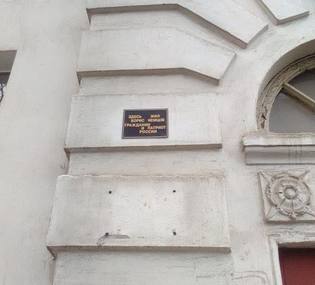 ЗДЕСЬ ЖИЛ
БОРИС НЕМЦОВ
ГРАЖДАНИН
И ПАТРИОТ
РОССИИ